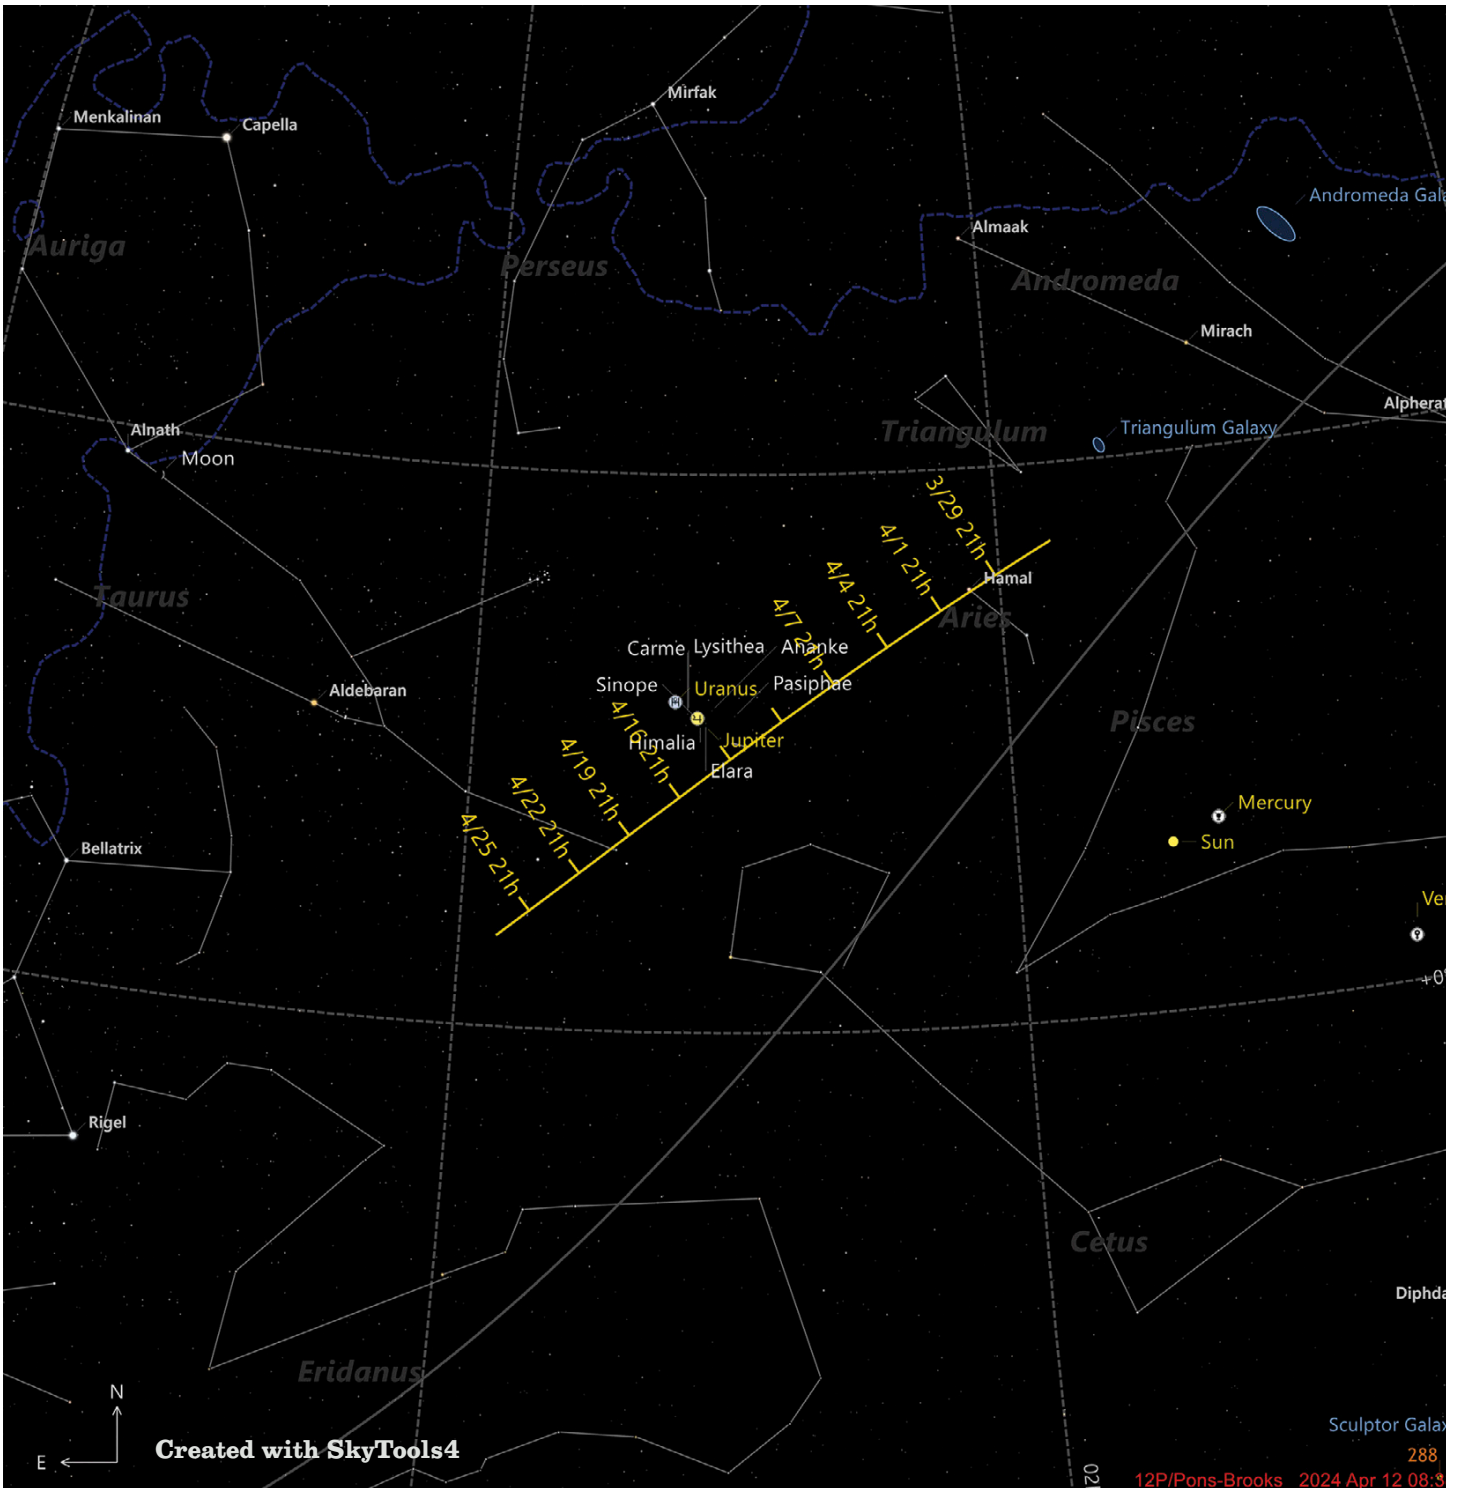 Mirfak
Menkalinan
Capella
Andromeda Gala
Almaak
Auriga
Perseus
Andromeda
Mirach
Alpherat
Alnath
Triangulum
Triangulum Galaxy
Moon
3/29 21h
4/1 21h
Hamal
4/4 21h
Taurus
Aries
4/7 21h
Carme
Lysithea
Ananke
Sinope
Uranus
Pasiphae
Aldebaran
Pisces
4/16 21h
Himalia
Jupiter
4/19 21h
Elara
4/22 21h
Mercury
4/25 21h
Sun
Bellatrix
Ve
+0°
Rigel
Cetus
Diphda
Eridanus
N
Sculptor Galax
Created with SkyTools4
288
E
02h
12P/Pons-Brooks 2024 Apr 12 08:3